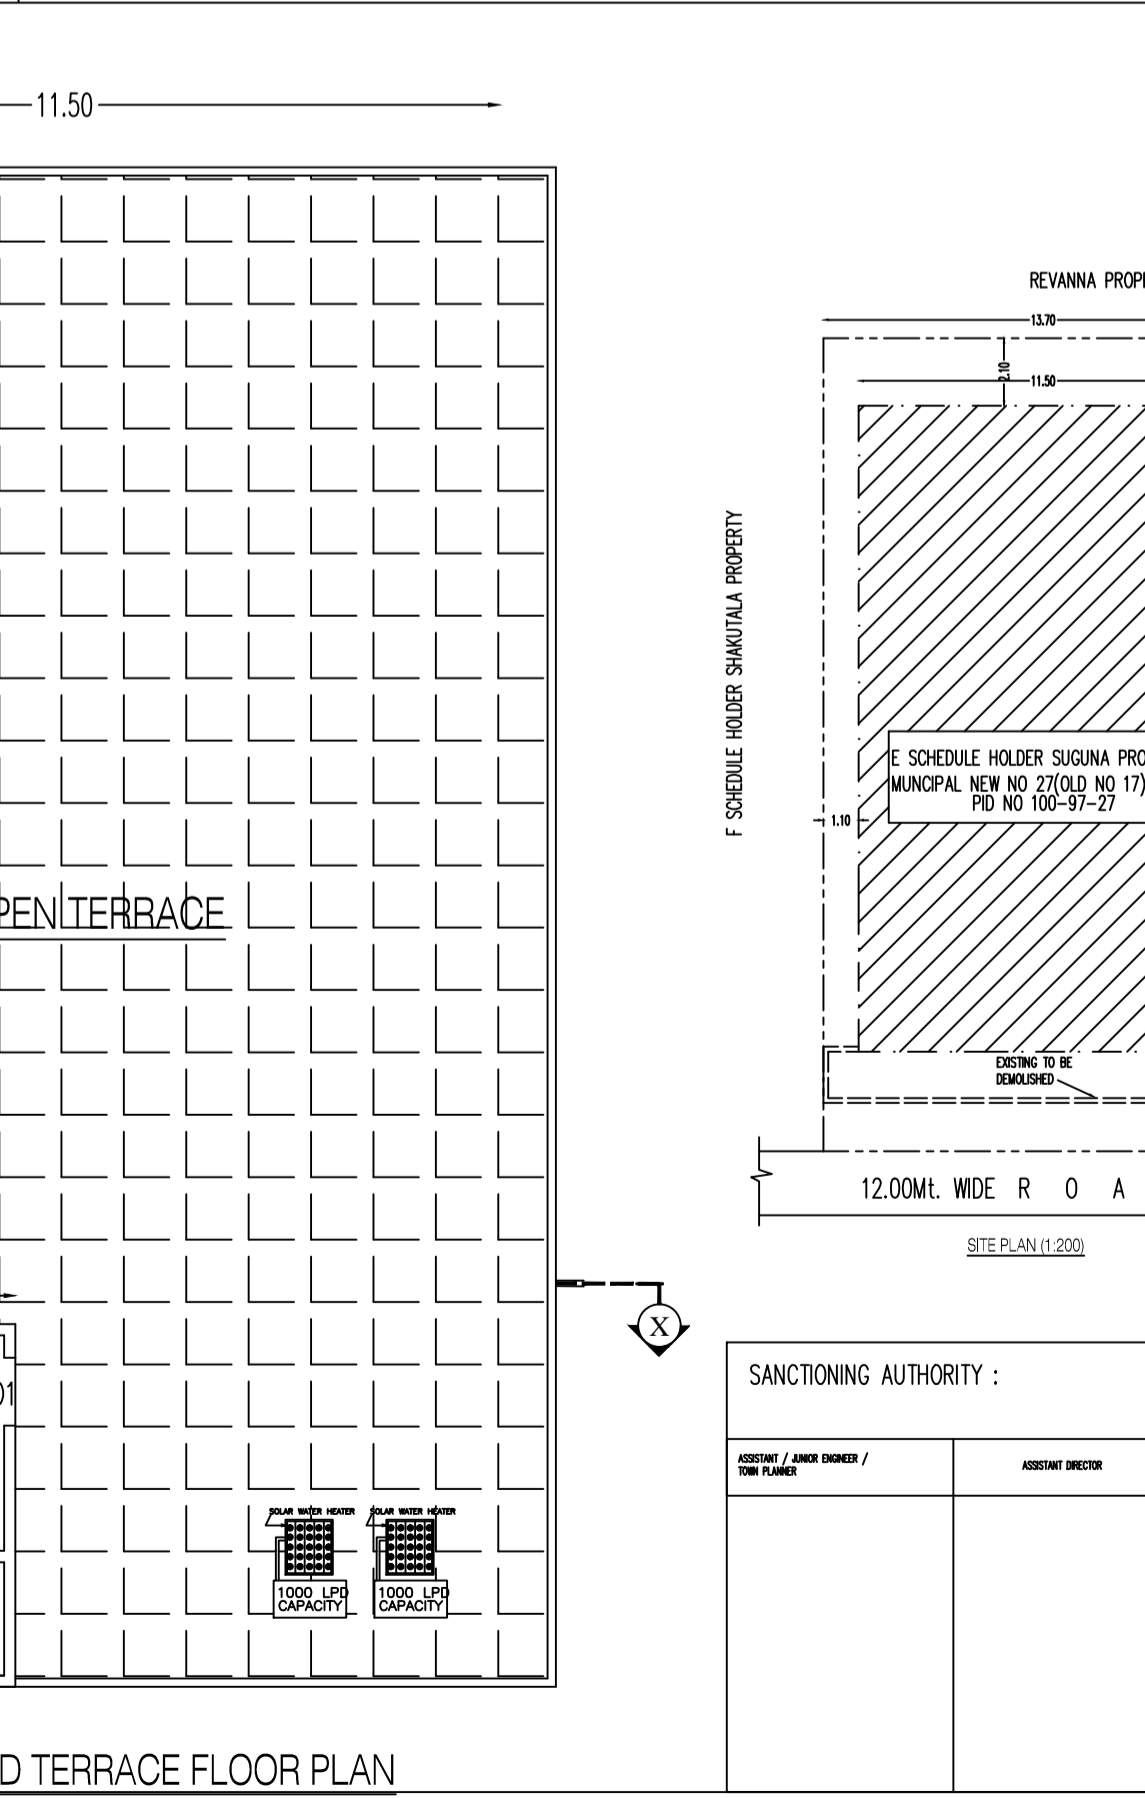 11.50
REVANNA
13.70
2.10
11.50
F SCHEDULE HOLDER SHAKUTALA PROPERTY
E SCHEDULE HOLDER SUGUNA
MUNCIPAL NEW NO 27(OLD NO 17)
PID NO 100-97-27
1.10
TERRACE
EXISTING TO BE
DEMOLISHED
12.00Mt. WIDE R O A
SITE PLAN (1:200)
X
SANCTIONING AUTHORITY :
ASSISTANT / JUNIOR ENGINEER /
TOWN PLANNER
ASSISTANT DIRECTOR
SOLAR WATER HEATER
SOLAR WATER HEATER
1000 LPD
CAPACITY
1000 LPD
CAPACITY
D TERRACE FLOOR PLAN